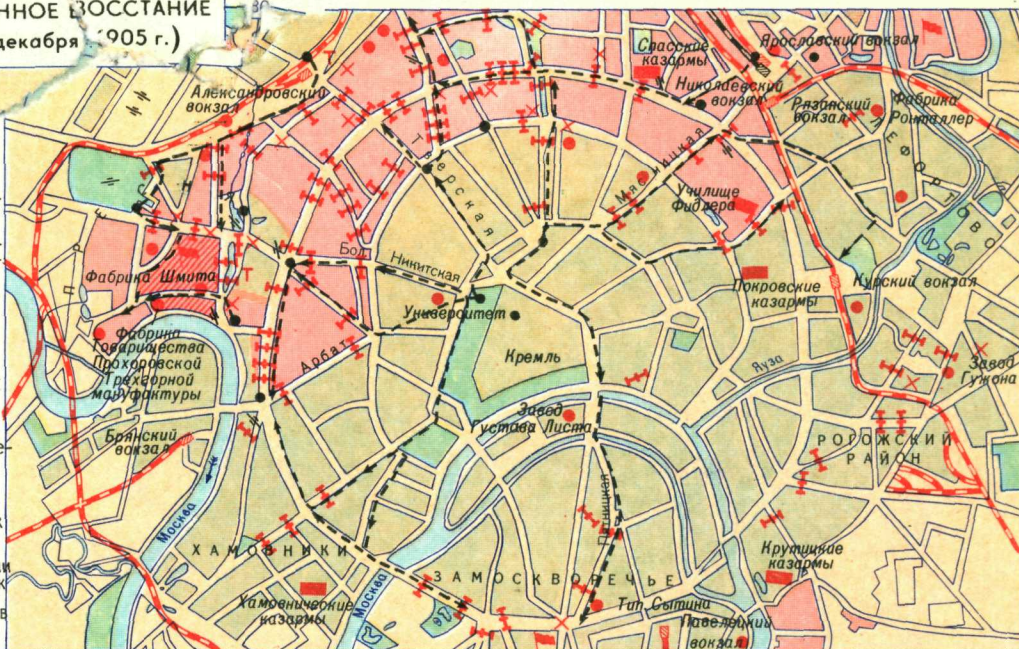 ННОЕ ВОССТАНИЕ
декабря 1905 г.)
Спасские
казармы
Ярославский вокзал
Александровский
вокзал
Николаевский
вокзал
Рязанский
вокзал
Фабрика
Ронталлер
ЛЕФОРТОВО
Тверская
Мясницкая
Училище
Фидлера
ПРЕСНЯ
Бол. Никитская
Фабрика Шмита
Покровские
казармы
Курский вокзал
Университет
Фабрика
Товарищества
Прохоровской
Трехгорной
мануфактуры
Арбат
Кремль
Яуза
Завод
Гужона
Завод
Густава Листа
Брянский
вокзал
РОГОЖСКИЙ
РАЙОН
Пятницкая
Москва
ХАМОВНИКИ
Крутицкие
казармы
Москва
ЗАМОСКВОРЕЧЬЕ
Хамовнические
казармы
Тип. Сытина
Павелецкий
вокзал